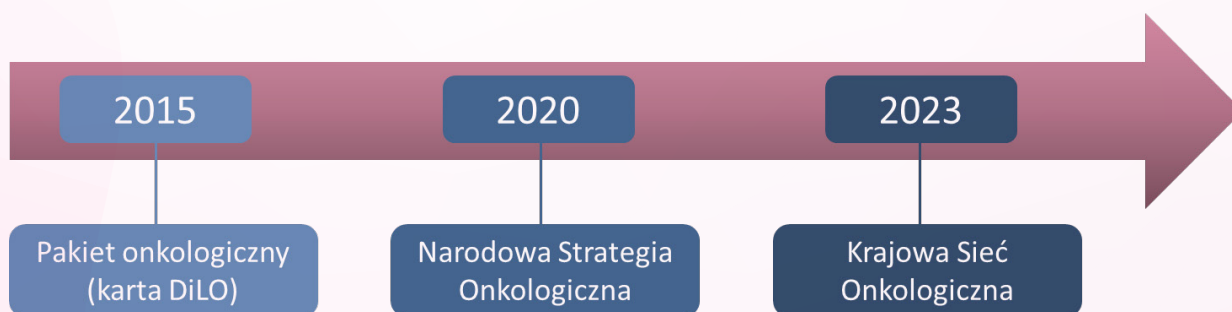 2015
2020
2023
Pakiet onkologiczny
(karta DiLO)
Narodowa Strategia
Onkologiczna
Krajowa Sieć
Onkologiczna